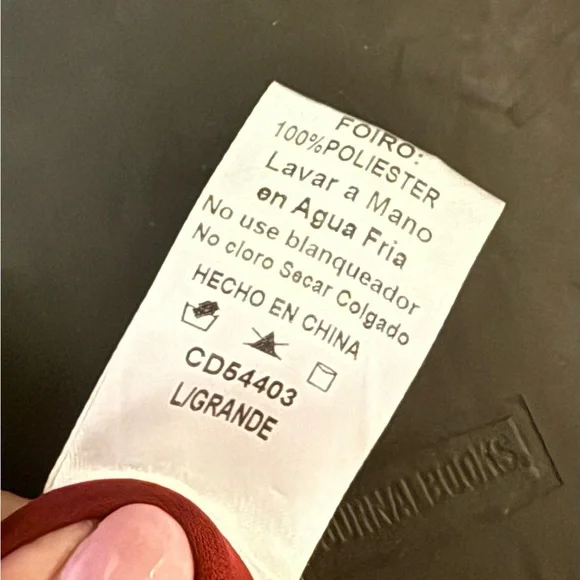 FOIRO:
100%POLIESTER
Lavar a Mano
en Agua Fria
No use blanqueador
No cloro Secar Colgado
HECHO EN CHINA
CD54403
L/GRANDE
BOOKS